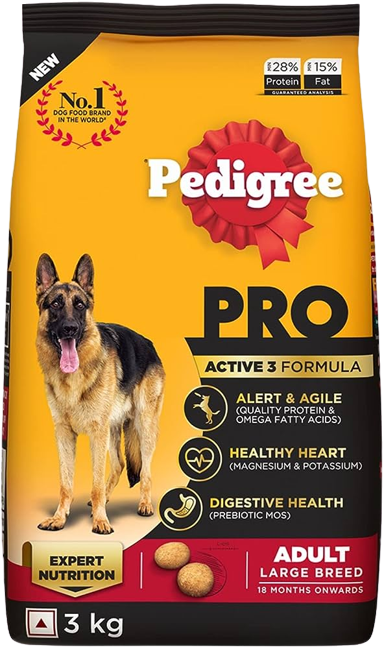 NEW
No.1
DOG FOOD BRAND
IN THE WORLD*
MIN 28% MIN 15%
Protein Fat
GUARANTEED ANALYSIS
Pedigree
PRO
ACTIVE 3 FORMULA
ALERT & AGILE
(QUALITY PROTEIN &
OMEGA FATTY ACIDS)
HEALTHY HEART
(MAGNESIUM & POTASSIUM)
DIGESTIVE HEALTH
(PREBIOTIC MOS)
EXPERT
NUTRITION
ADULT
LARGE BREED
18 MONTHS ONWARDS
3 kg